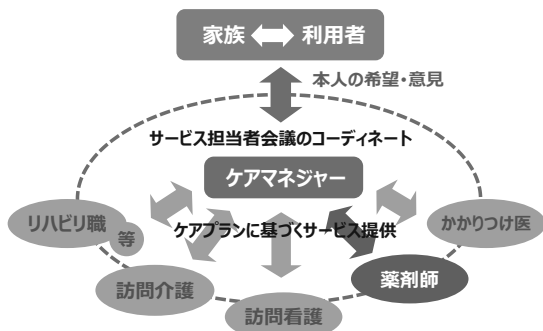 家族 利用者
本人の希望・意見
サービス担当者会議のコーディネート
ケアマネジャー
リハビリ職
等
ケアプランに基づくサービス提供
かかりつけ医
訪問介護
薬剤師
訪問看護